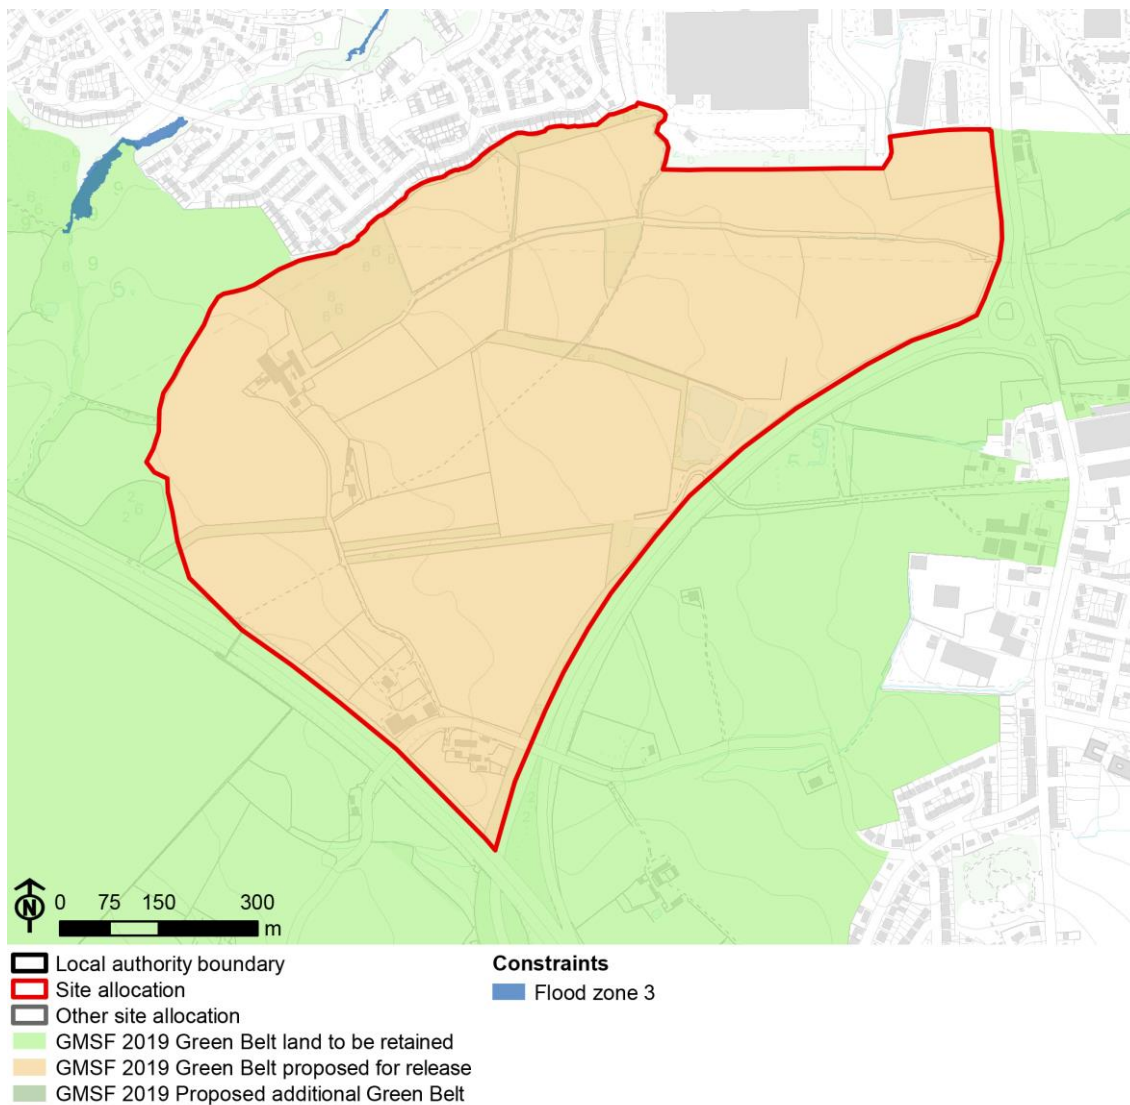 N
0 75 150 300
m
Local authority boundary
Site allocation
Other site allocation
GMSF 2019 Green Belt land to be retained
GMSF 2019 Green Belt proposed for release
GMSF 2019 Proposed additional Green Belt
Constraints
Flood zone 3